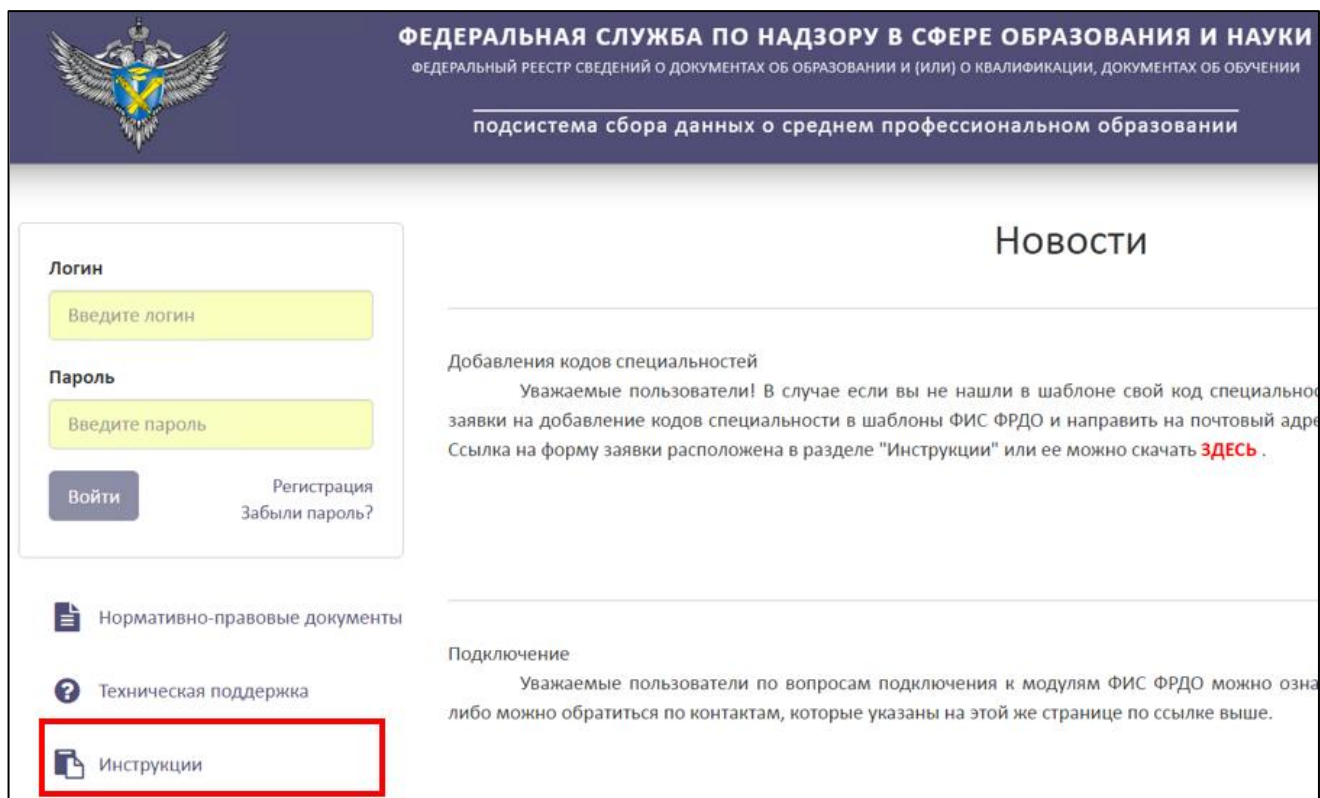 ФЕДЕРАЛЬНАЯ СЛУЖБА ПО НАДЗОРУ В СФЕРЕ ОБРАЗОВАНИЯ И НАУКИ
ФЕДЕРАЛЬНЫЙ РЕЕСТР СВЕДЕНИЙ О ДОКУМЕНТАХ ОБ ОБРАЗОВАНИИ И (ИЛИ) О КВАЛИФИКАЦИИ, ДОКУМЕНТАХ ОБ ОБУЧЕНИИ
подсистема сбора данных о среднем профессиональном образовании
Логин
Введите логин
Пароль
Введите пароль
Войти
Регистрация
Забыли пароль?
Нормативно-правовые документы
Техническая поддержка
Инструкции
Новости
Добавления кодов специальностей
Уважаемые пользователи! В случае если вы не нашли в шаблоне свой код специальнос
заявки на добавление кодов специальности в шаблоны ФИС ФРДО и направить на почтовый адре
Ссылка на форму заявки расположена в разделе "Инструкции" или ее можно скачать ЗДЕСЬ .
Подключение
Уважаемые пользователи по вопросам подключения к модулям ФИС ФРДО можно озна
либо можно обратиться по контактам, которые указаны на этой же странице по ссылке выше.